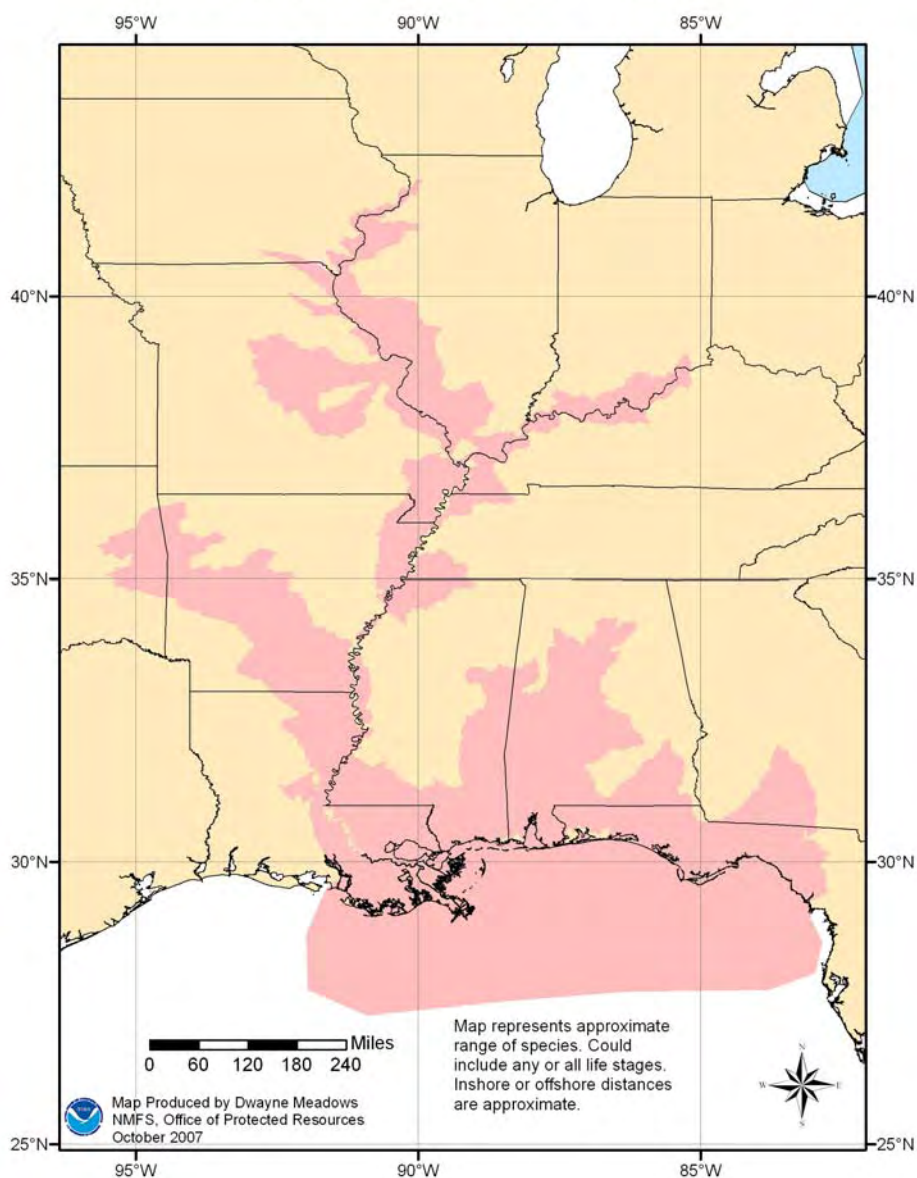 95°W 90°W 85°W
40°N 40°N
35°N 35°N
30°N 30°N
Map represents approximate
range of species. Could
include any or all life stages.
Inshore or offshore distances
are approximate.
Miles
0 60 120 180 240
N
W E
S
Map Produced by Dwayne Meadows
NMFS, Office of Protected Resources
October 2007
25°N 25°N
95°W 90°W 85°W